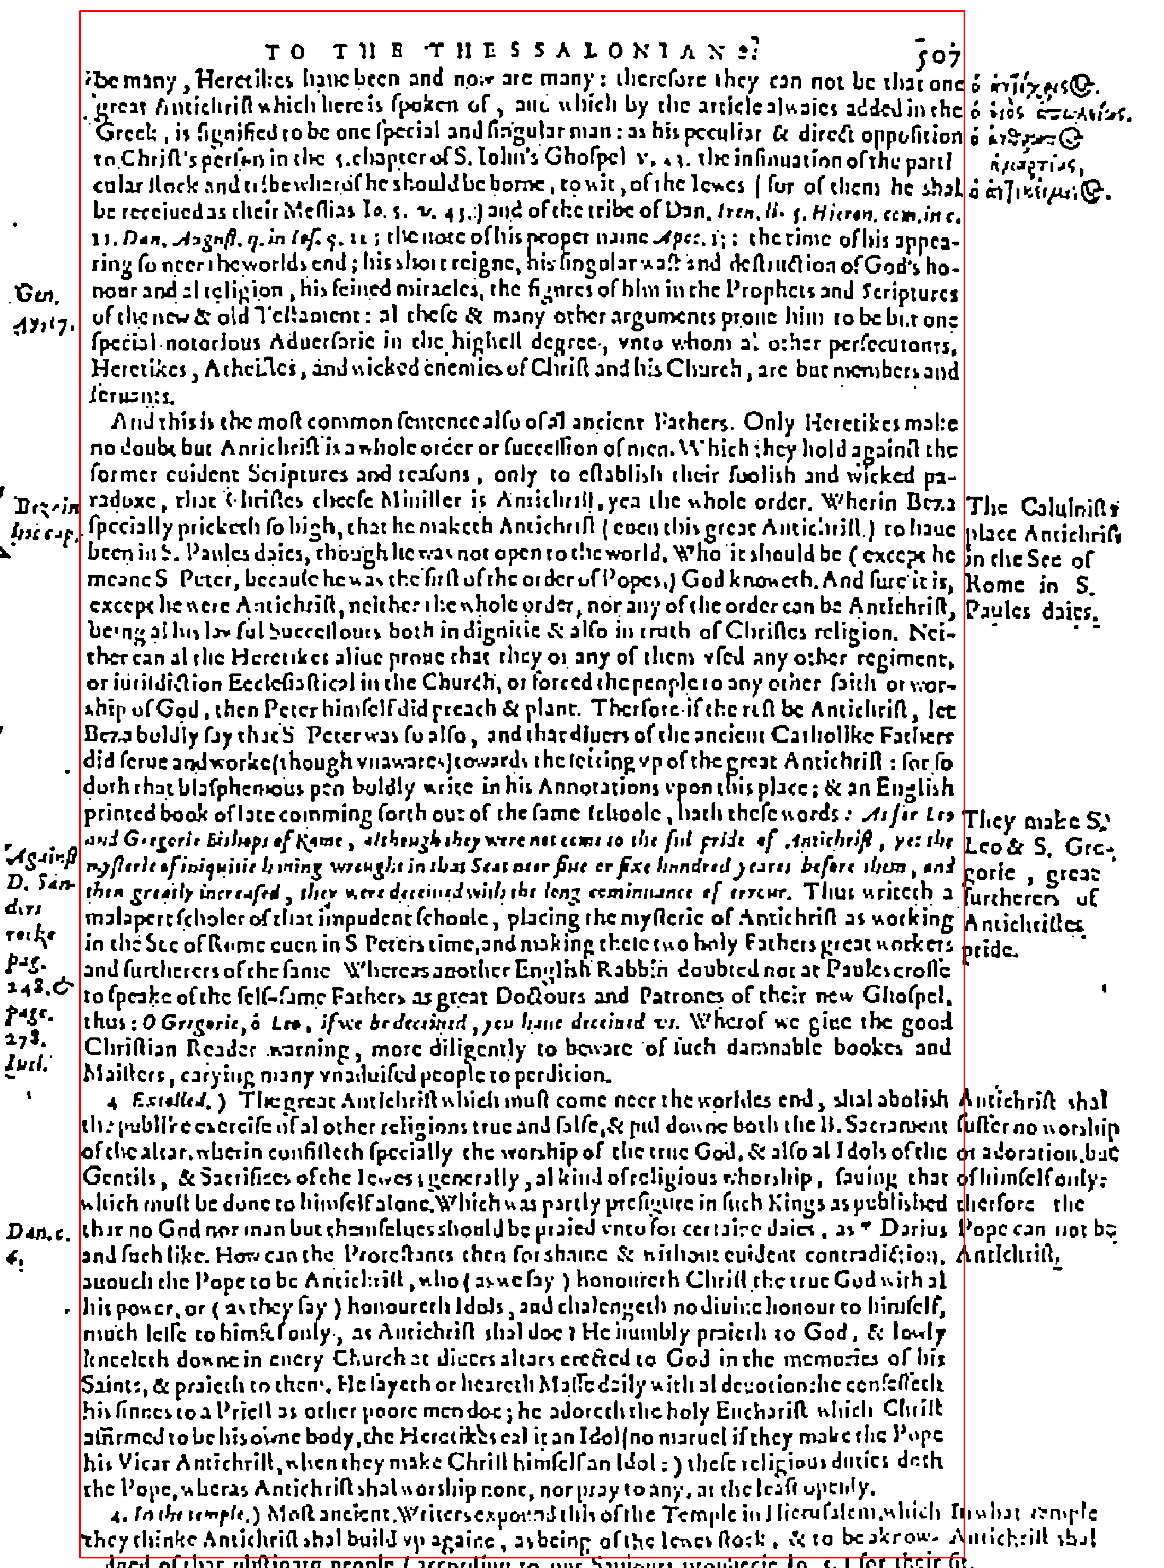 TO THE THESSALONIANS.
507
be many, Heretikes haue been and now are many: therefore they can not be that one
great Antichriſt which here is ſpoken of, and which by the article alwaies added in the
Greek, is ſignified to be one ſpecial and ſingular man: as his peculiar & direct oppoſition
to Chriſt's perſon in the 5. chapter of S. Iohn's Ghoſpel v. 43. the inſinuation of the parti
cular ſtock and tribe wherof he should be borne, to wit, of the Iewes (for of them he shal
be receiued as their Meſſias Io. 5. v. 43.) and of the tribe of Dan. Iren. li. 5. Hieron. com. in c.
11. Dan. Auguſt. q. in Ioſ. q. 22; the note of his proper name Apoc. 13: the time of his appea-
ring ſo neer the worlds end; his short reigne, his ſingular waſt and deſtruction of God's ho-
nour and al religion, his feined miracles, the figures of him in the Prophets and Scriptures
of the new & old Teſtament: al theſe & many other arguments proue him to be but one
ſpecial notorious Aduerſarie in the higheſt degree, vnto whom al other perſecutours,
Heretikes, Atheiſtes, and wicked enemies of Chriſt and his Church, are but members and
ſeruants.
And this is the moſt common ſentence alſo of al ancient Fathers. Only Heretikes make
no doubt but Antichriſt is a whole order or ſucceſſion of men. Which they hold againſt the
former euident Scriptures and reaſons, only to eſtablish their foolish and wicked pa-
radoxe, that Chriſtes cheefe Miniſter is Antichriſt, yea the whole order. Wherin Beza
ſpecially pricketh ſo high, that he maketh Antichriſt (euen this great Antichriſt) to haue
been in S. Paules daies, though he was not open to the world. Who it should be (except he
meane S Peter, becauſe he was the firſt of the order of Popes,) God knoweth. And ſure it is,
except he were Antichriſt, neither the whole order, nor any of the order can be Antichriſt,
being al his lawful Succeſſours both in dignitie & alſo in truth of Chriſtes religion. Nei-
ther can al the Heretikes aliue proue that they or any of them vſed any other regiment,
or iuriſdiction Eccleſiaſtical in the Church, or forced the people to any other faith or wor-
ship of God, then Peter himſelf did preach & plant. Therfore if the reſt be Antichriſt, let
Beza boldly ſay that S Peter was ſo alſo, and that diuers of the ancient Catholike Fathers
did ſerue and worke (though vnawares) towards the ſetting vp of the great Antichriſt: for ſo
doth that blaſphemous pen boldly write in his Annotations vpon this place; & an English
printed book of late comming forth out of the ſame ſchoole, hath theſe words: As for Leo
and Gregorie Bishops of Rome, although they were not come to the ful pride of Antichriſt, yet the
myſterie of iniquitie hauing wrought in that Seat neer fiue or ſixe hundred yeares before them, and
then greatly increaſed, they were deceiued with the long continuance of errour. Thus writeth a
malapert ſcholer of that impudent ſchoole, placing the myſterie of Antichriſt as working
in the See of Rome euen in S Peters time, and making theſe two holy Fathers great workers
and furtherers of the ſame Whereas another English Rabbin doubted not at Paules croſſe
to ſpeake of the ſelf-ſame Fathers as great Doctours and Patrones of their new Ghoſpel,
thus: O Gregorie, ô Leo, if we be deceiued, you haue deceiued vs. Wherof we giue the good
Chriſtian Reader warning, more diligently to beware of ſuch damnable bookes and
Maiſters, carying many vnaduiſed people to perdition.
4 Extolled.) The great Antichriſt which muſt come neer the worldes end, shal abolish
the publike exerciſe of al other religions true and falſe, & pul downe both the B. Sacrament
of the altar, wherin conſiſteth ſpecially the worship of the true God, & alſo al Idols of the
Gentils, & Sacrifices of the Iewes; generally, al kind of religious whorship, ſauing that
which muſt be done to himſelf alone. Which was partly prefigure in ſuch Kings as published
that no God nor man but themſelues should be praied vnto for certaine daies, as * Darius
and ſuch like. How can the Proteſtants then for shame & without euident contradiction,
auouch the Pope to be Antichriſt, who (as we ſay) honoureth Chriſt the true God with al
his power, or (as they ſay) honoureth Idols, and chalengeth no diuine honour to himſelf,
much leſſe to himſelf only, as Antichriſt shal doe? He humbly praieth to God, & lowly
kneeleth downe in euery Church at diuers altars erected to God in the memories of his
Saints, & praieth to them. He ſayeth or heareth Maſſe daily with al deuotion: he confeſſeth
his ſinnes to a Prieſt as other poore men doe; he adoreth the holy Euchariſt which Chriſt
affirmed to be his owne body, the Heretikes cal it an Idol (no maruel if they make the Pope
his Vicar Antichriſt, when they make Chriſt himſelf an Idol:) theſe religious duties doth
the Pope, wheras Antichriſt shal worship none, nor pray to any, at the leaſt openly.
4. In the temple.) Moſt ancient Writers expound this of the Temple in Hieruſalem, which
they thinke Antichriſt shal build vp againe, as being of the Iewes ſtock, & to be aknow-
Gen.
Beza in
hoc cap.
Againſt
D. San-
ders
rocke
pag.
248. &
page.
278.
Dan. c.
6.
The Caluiniſts
place Antichriſt
in the See of
Rome in S.
Paules daies.
They make S.
Leo & S. Gre-
gorie, great
furtherers of
Antichriſtes
pride.
Antichriſt shal
ſuffer no worship
or adoration, but
of himſelf only:
therfore the
Pope can not be
Antichriſt.
In what temple
Antichriſt shal